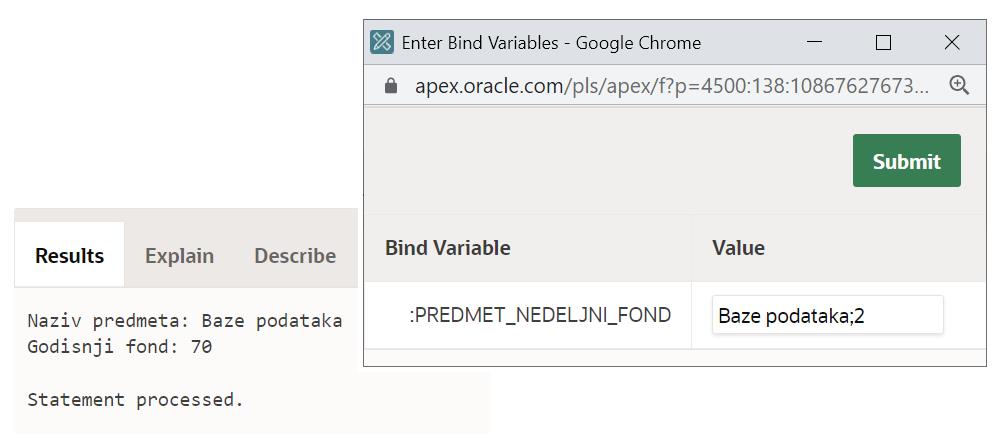 Enter Bind Variables - Google Chrome
apex.oracle.com/pls/apex/f?p=4500:138:10867627673...
Submit
Bind Variable Value
:PREDMET_NEDELJNI_FOND Baze podataka;2
Results Explain Describe
Naziv predmeta: Baze podataka
Godisnji fond: 70
Statement processed.